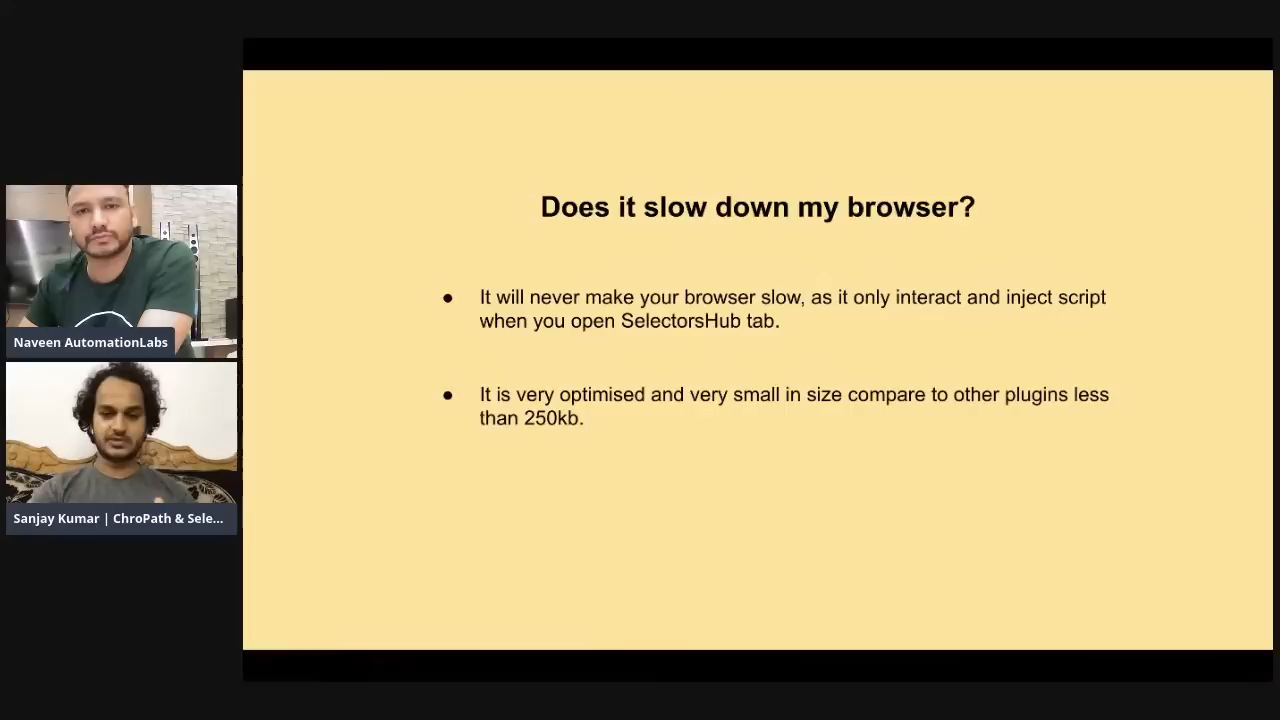 Does it slow down my browser?
● It will never make your browser slow, as it only interact and inject script
when you open SelectorsHub tab.
● It is very optimised and very small in size compare to other plugins less
than 250kb.
Naveen AutomationLabs
Sanjay Kumar | ChroPath & Sele...